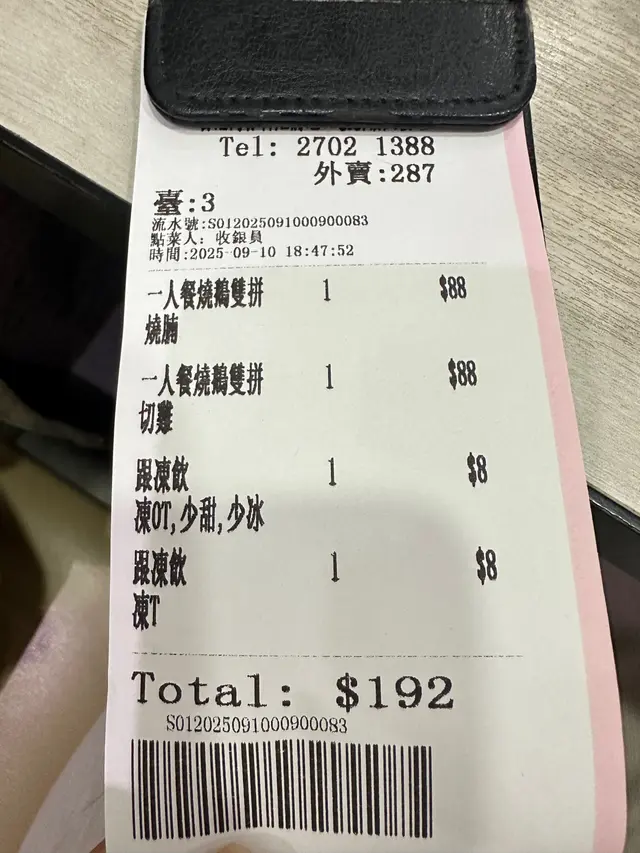 Tel: 2702 1388
外賣:287
臺:3
流水號:S012025091000900083
點菜人: 收銀員
時間:2025-09-10 18:47:52
一人餐燒鵝雙拼 1 $88
燒腩
一人餐燒鵝雙拼 1 $88
切雞
跟凍飲 1 $8
凍OT,少甜,少冰
跟凍飲 1 $8
凍T
Total: $192
S012025091000900083